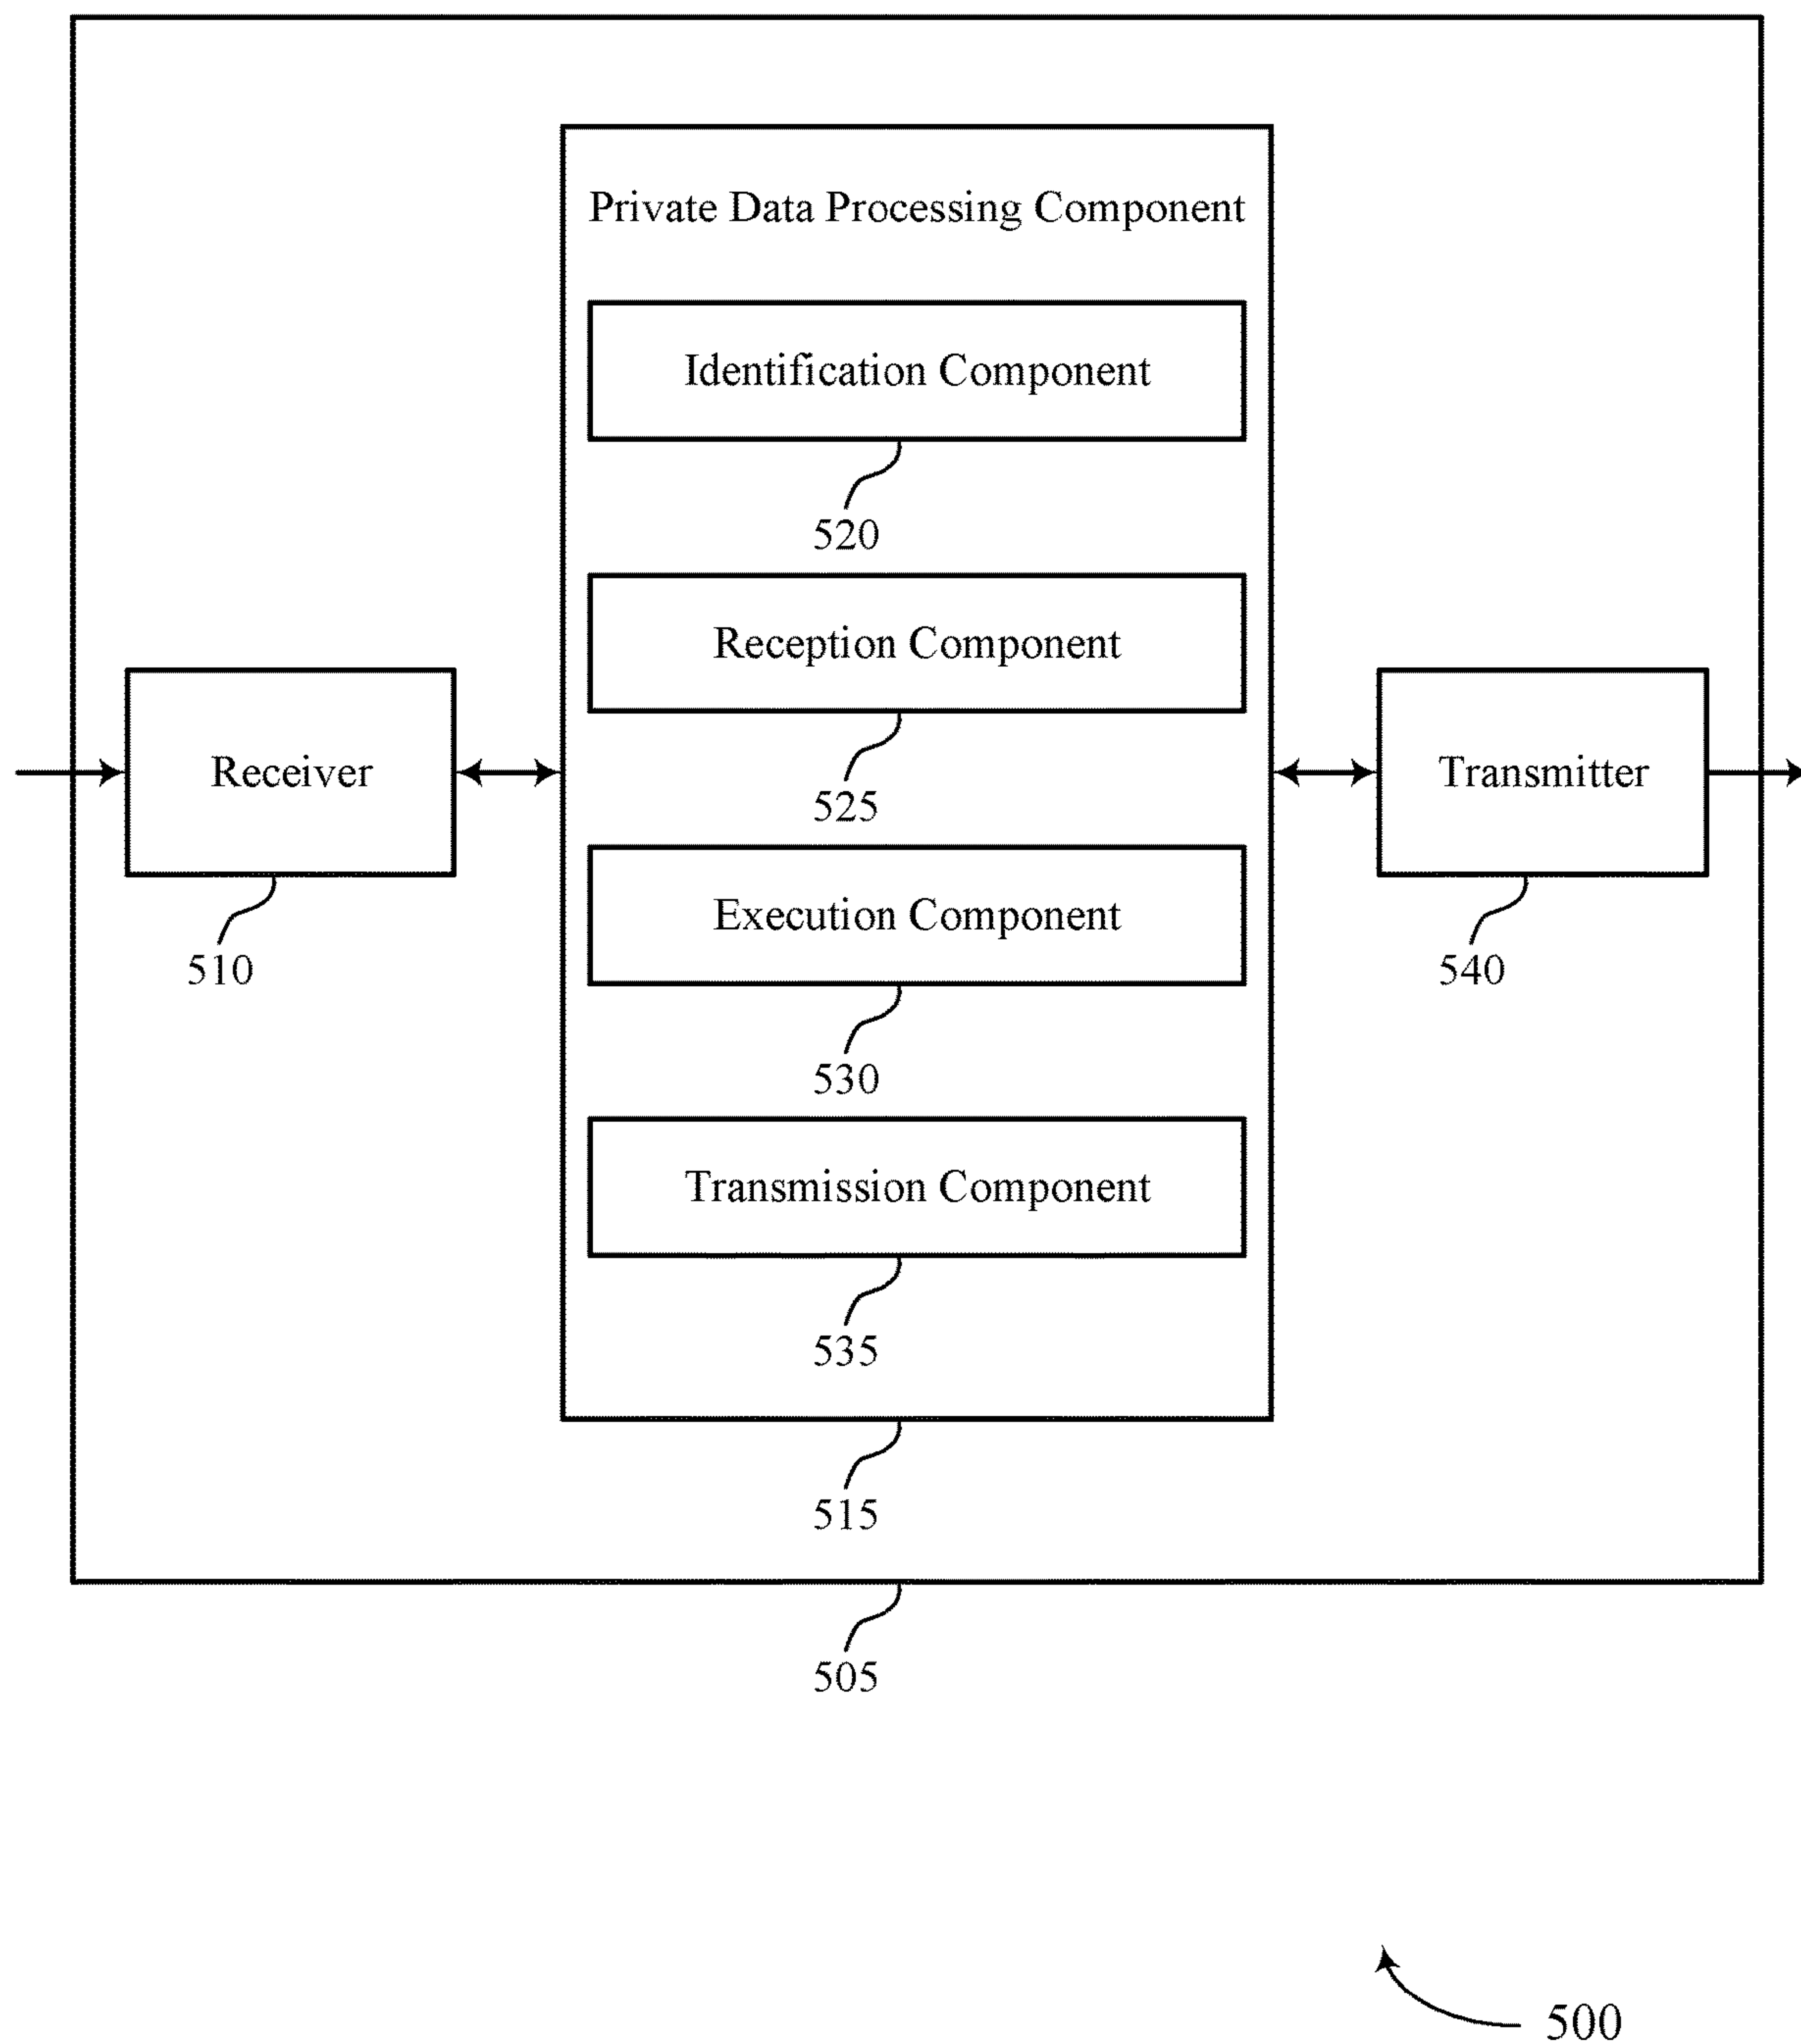 Private Data Processing Component
Identification Component
520
Reception Component
525
Receiver
510
Transmitter
540
Execution Component
530
Transmission Component
535
515
505
500